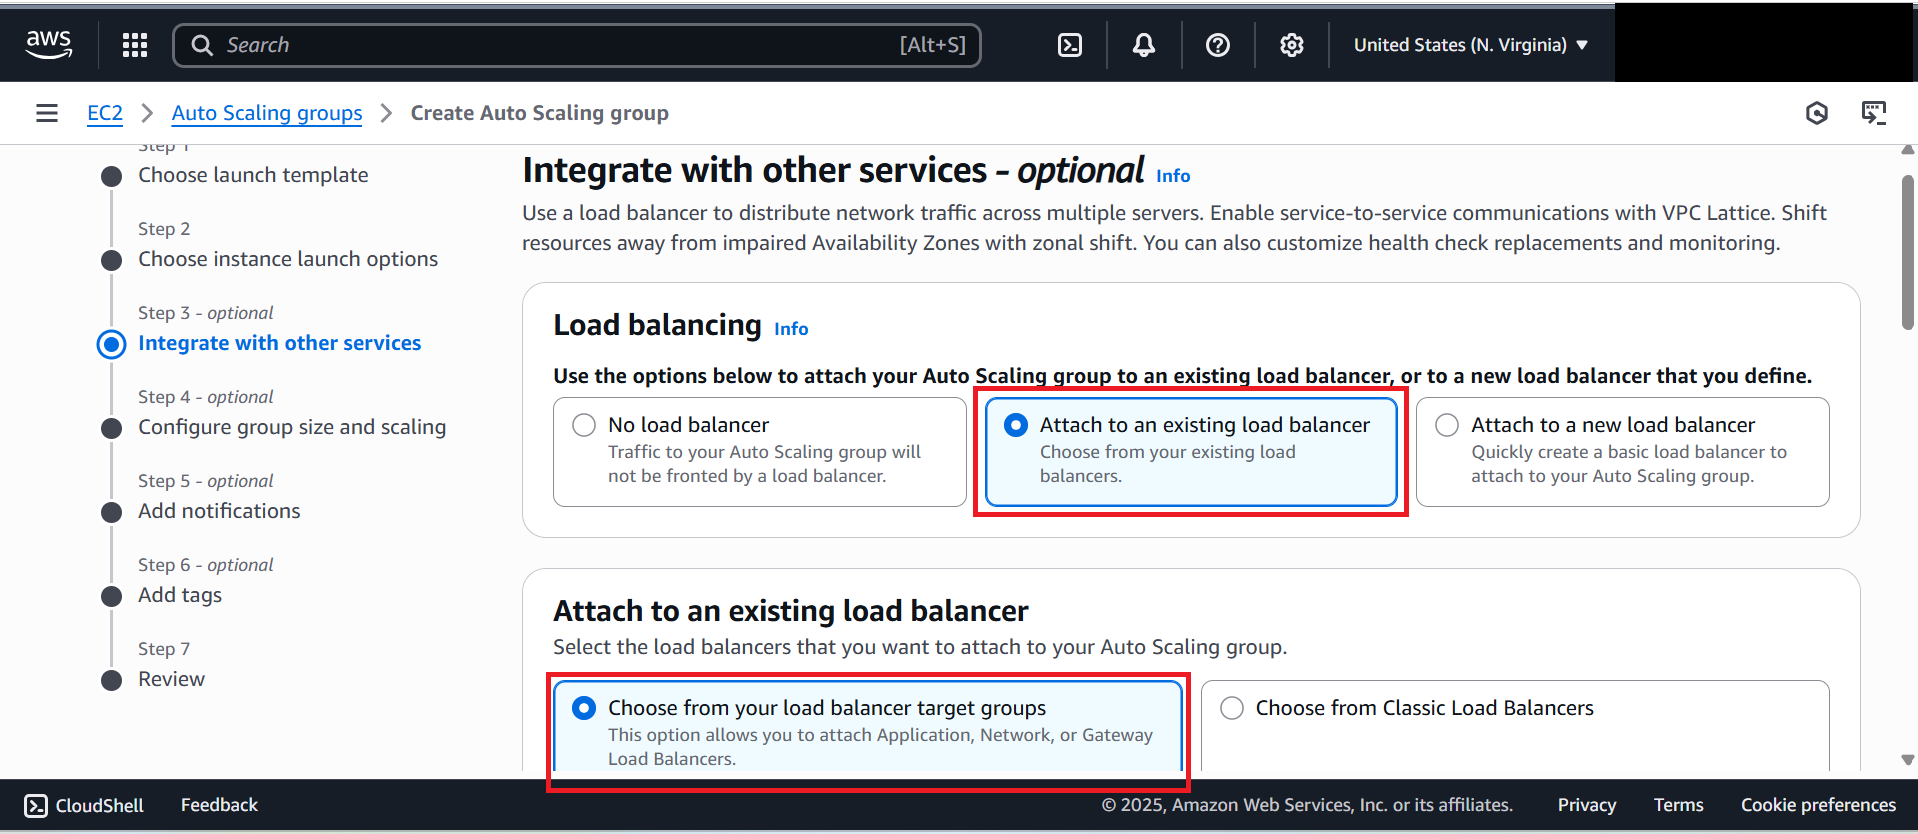 aws
Search
[Alt+S]
United States (N. Virginia)
EC2
Auto Scaling groups
Create Auto Scaling group
Step 1
Choose launch template
Step 2
Choose instance launch options
Step 3 - optional
Integrate with other services
Step 4 - optional
Configure group size and scaling
Step 5 - optional
Add notifications
Step 6 - optional
Add tags
Step 7
Review
Integrate with other services - optional Info
Use a load balancer to distribute network traffic across multiple servers. Enable service-to-service communications with VPC Lattice. Shift
resources away from impaired Availability Zones with zonal shift. You can also customize health check replacements and monitoring.
Load balancing Info
Use the options below to attach your Auto Scaling group to an existing load balancer, or to a new load balancer that you define.
No load balancer
Traffic to your Auto Scaling group will
not be fronted by a load balancer.
Attach to an existing load balancer
Choose from your existing load
balancers.
Attach to a new load balancer
Quickly create a basic load balancer to
attach to your Auto Scaling group.
Attach to an existing load balancer
Select the load balancers that you want to attach to your Auto Scaling group.
Choose from your load balancer target groups
This option allows you to attach Application, Network, or Gateway
Load Balancers.
Choose from Classic Load Balancers
CloudShell
Feedback
© 2025, Amazon Web Services, Inc. or its affiliates.
Privacy
Terms
Cookie preferences